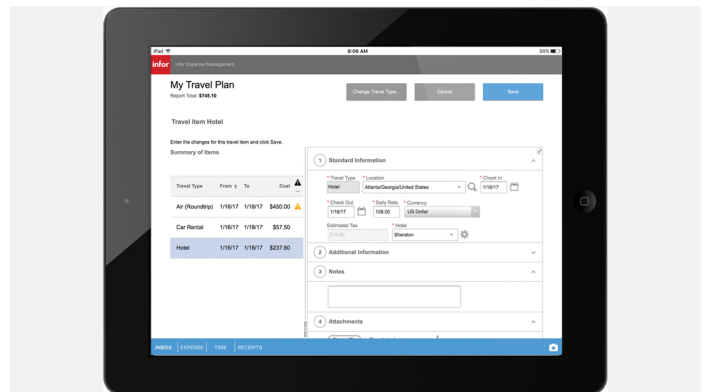 iPad 8:06 AM 56%
infor Infor Expense Management
My Travel Plan
Report Total: $745.10
Change Travel Type... Cancel Save
Travel Item Hotel
Enter the changes for this travel item and click Save.
Summary of Items
Travel Type From To Cost
Air (Roundtrip) 1/16/17 1/18/17 $450.00
Car Rental 1/16/17 1/18/17 $57.50
Hotel 1/16/17 1/18/17 $237.60
1 Standard Information
* Travel Type * Location * Check In
Hotel Atlanta/Georgia/United States 1/16/17
* Check Out * Daily Rate * Currency
1/18/17 108.00 US Dollar
Estimated Tax * Hotel
Sheraton
2 Additional Information
3 Notes
4 Attachments
INBOX EXPENSE TIME RECEIPTS